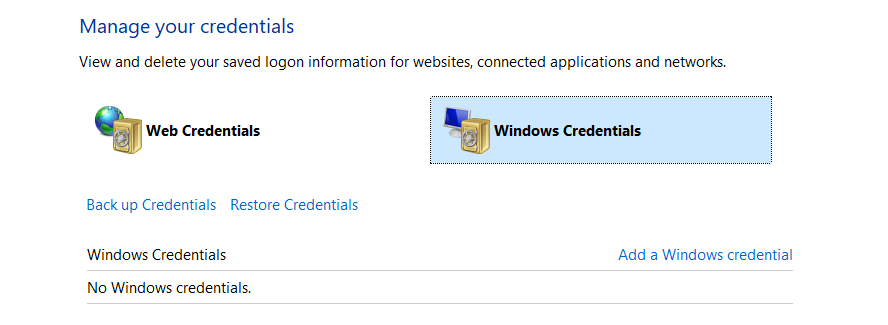 Manage your credentials
View and delete your saved logon information for websites, connected applications and networks.
Web Credentials
Windows Credentials
Back up Credentials
Restore Credentials
Windows Credentials
Add a Windows credential
No Windows credentials.